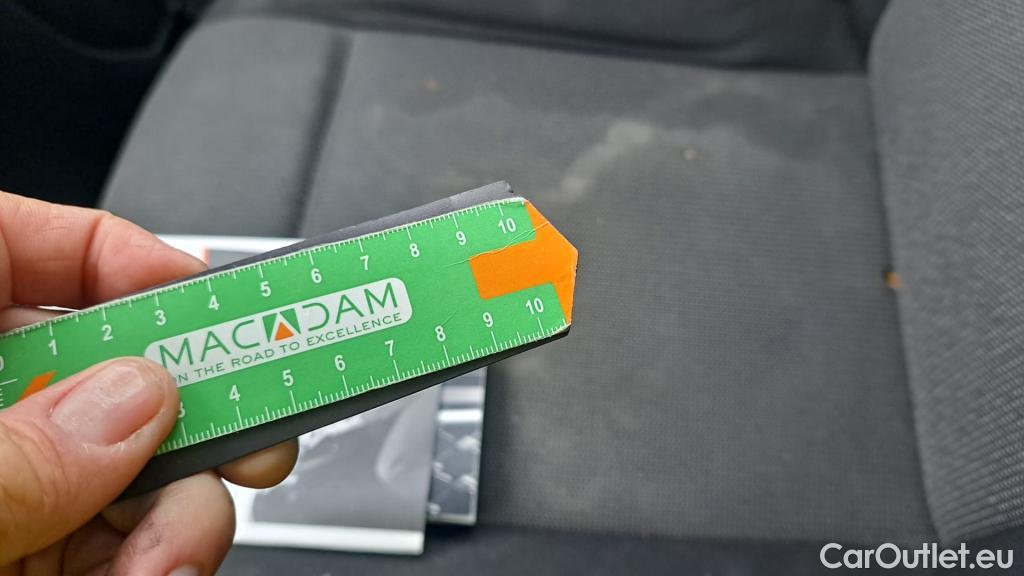 0 1 2 3 4 5 6 7 8 9 10
MACADAM
N THE ROAD TO EXCELLENCE
3 4 5 6 7 8 9 10
CarOutlet.eu